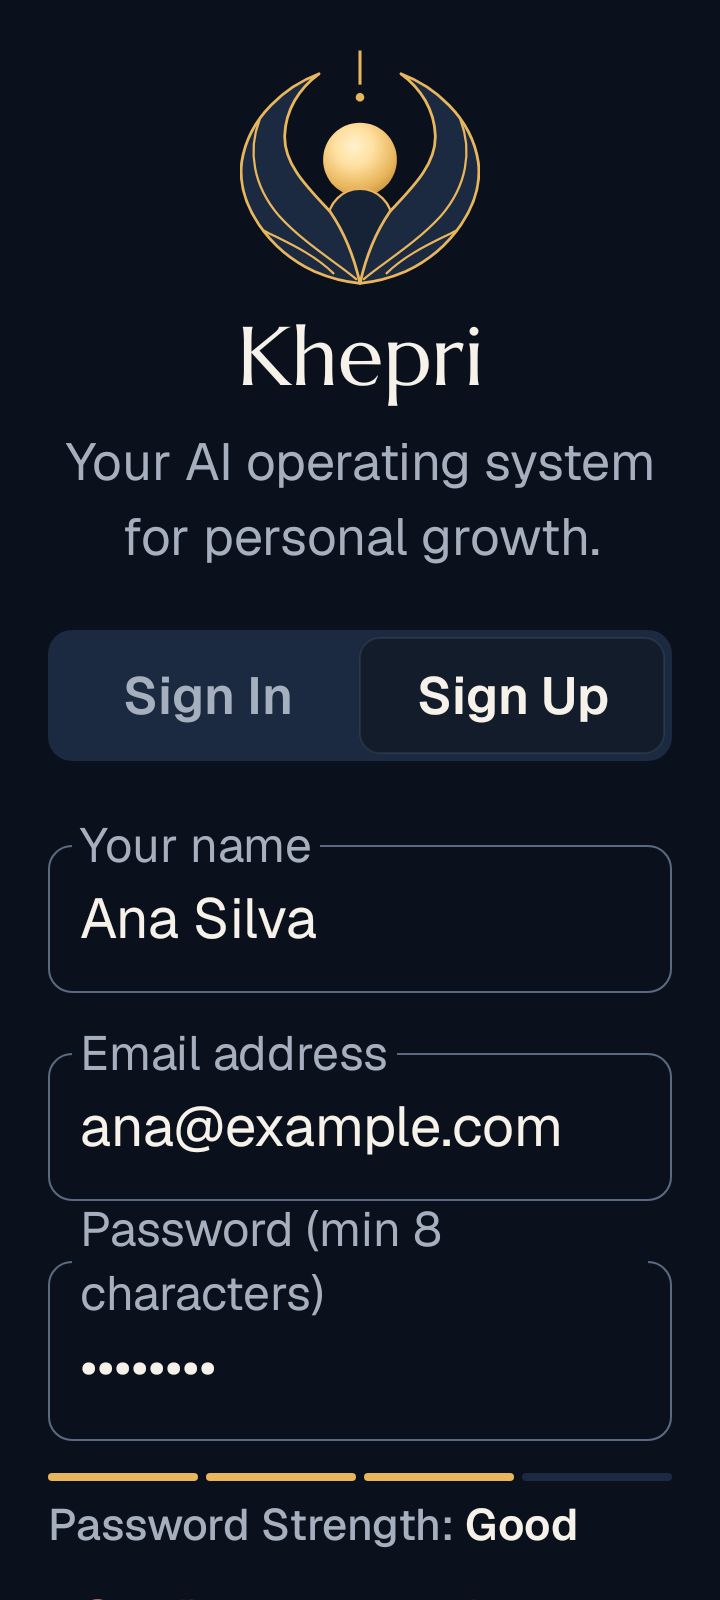 Khepri
Your AI operating system
for personal growth.
Sign In
Sign Up
Your name
Ana Silva
Email address
ana@example.com
Password (min 8
characters)
••••••••
Password Strength: Good